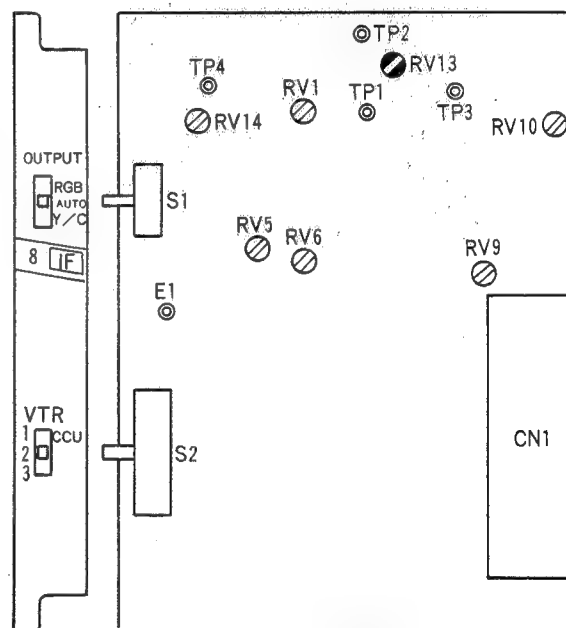 TP2
RV13
TP4
RV1
TP1
TP3
RV14
RV10
OUTPUT
RGB
AUTO
Y/C
S1
8 IF
RV5
RV6
RV9
E1
VTR
1
CCU
2
3
S2
CN1